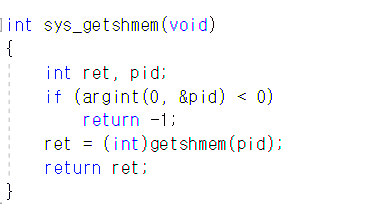 int sys_getshmem(void)
{
    int ret, pid;
    if (argint(0, &pid) < 0)
        return -1;
    ret = (int)getshmem(pid);
    return ret;
}